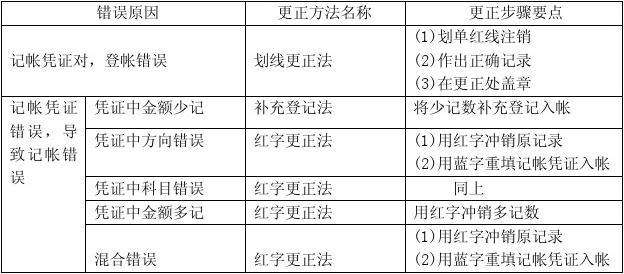 错误原因 更正方法名称 更正步骤要点
记帐凭证对，登帐错误 划线更正法 (1)划单红线注销
(2)作出正确记录
(3)在更正处盖章
记帐凭证错误，导致记帐错误
凭证中金额少记 补充登记法 将少记数补充登记入帐
凭证中方向错误 红字更正法 (1)用红字冲销原记录
(2)用蓝字重填记帐凭证入帐
凭证中科目错误 红字更正法 同上
凭证中金额多记 红字更正法 用红字冲销多记数
混合错误 红字更正法 (1)用红字冲销原记录
(2)用蓝字重填记帐凭证入帐